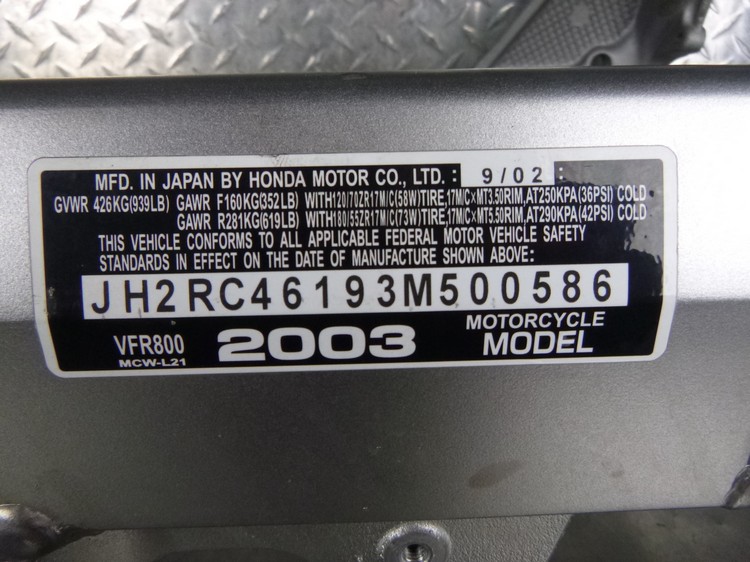 MFD. IN JAPAN BY HONDA MOTOR CO., LTD. : 9/02 :
GVWR 426KG(939LB) GAWR F160KG(352LB) WITH120/70ZR17M/C(58W)TIRE,17M/C×MT3.50RIM,AT250KPA(36PSI) COLD
GAWR R281KG(619LB) WITH180/55ZR17M/C(73W)TIRE,17M/C×MT5.50RIM,AT290KPA(42PSI) COLD
THIS VEHICLE CONFORMS TO ALL APPLICABLE FEDERAL MOTOR VEHICLE SAFETY
STANDARDS IN EFFECT ON THE DATE OF MANUFACTURE SHOWN ABOVE:
JH2RC46193M500586
VFR800 2003 MOTORCYCLE
MCW-L21 MODEL